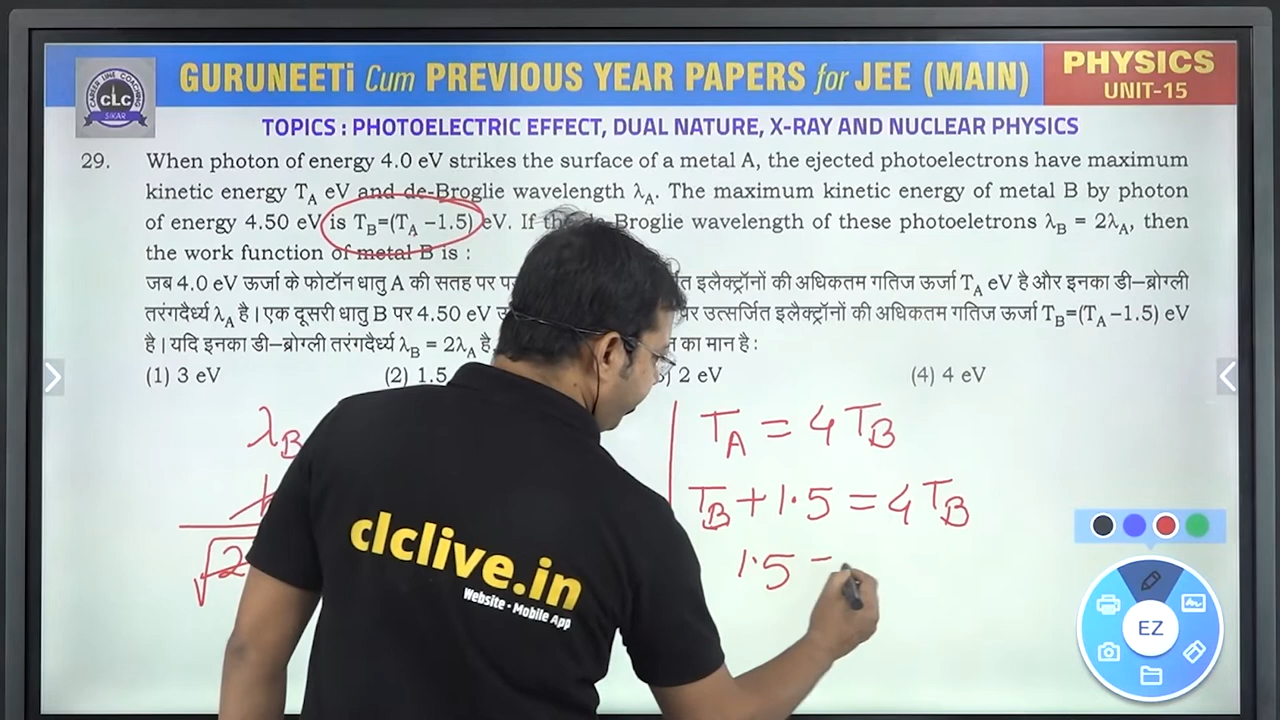 GURUNEETi Cum PREVIOUS YEAR PAPERS for JEE (MAIN)
PHYSICS
UNIT-15
CAREER LINE COACHING
CLC
SIKAR
TOPICS : PHOTOELECTRIC EFFECT, DUAL NATURE, X-RAY AND NUCLEAR PHYSICS
29. When photon of energy 4.0 eV strikes the surface of a metal A, the ejected photoelectrons have maximum
kinetic energy T_A eV and de-Broglie wavelength λ_A. The maximum kinetic energy of metal B by photon
of energy 4.50 eV is T_B=(T_A –1.5) eV. If the de-Broglie wavelength of these photoeletrons λ_B = 2λ_A, then
the work function of metal B is :
जब 4.0 eV ऊर्जा के फोटॉन धातु A की सतह पर इलैक्ट्रॉनों की अधिकतम गतिज ऊर्जा T_A eV है और इनका डी–ब्रोग्ली
तरंगदैर्ध्य λ_A है। एक दूसरी धातु B पर 4.50 eV पर उत्सर्जित इलैक्ट्रॉनों की अधिकतम गतिज ऊर्जा T_B=(T_A –1.5) eV
है। यदि इनका डी–ब्रोग्ली तरंगदैर्ध्य λ_B = 2λ_A है, का मान है :
(1) 3 eV (2) 1.5 2 eV (4) 4 eV
λ_B
√2
T_A = 4 T_B
T_B + 1.5 = 4 T_B
1.5
clclive.in
Website • Mobile App
EZ